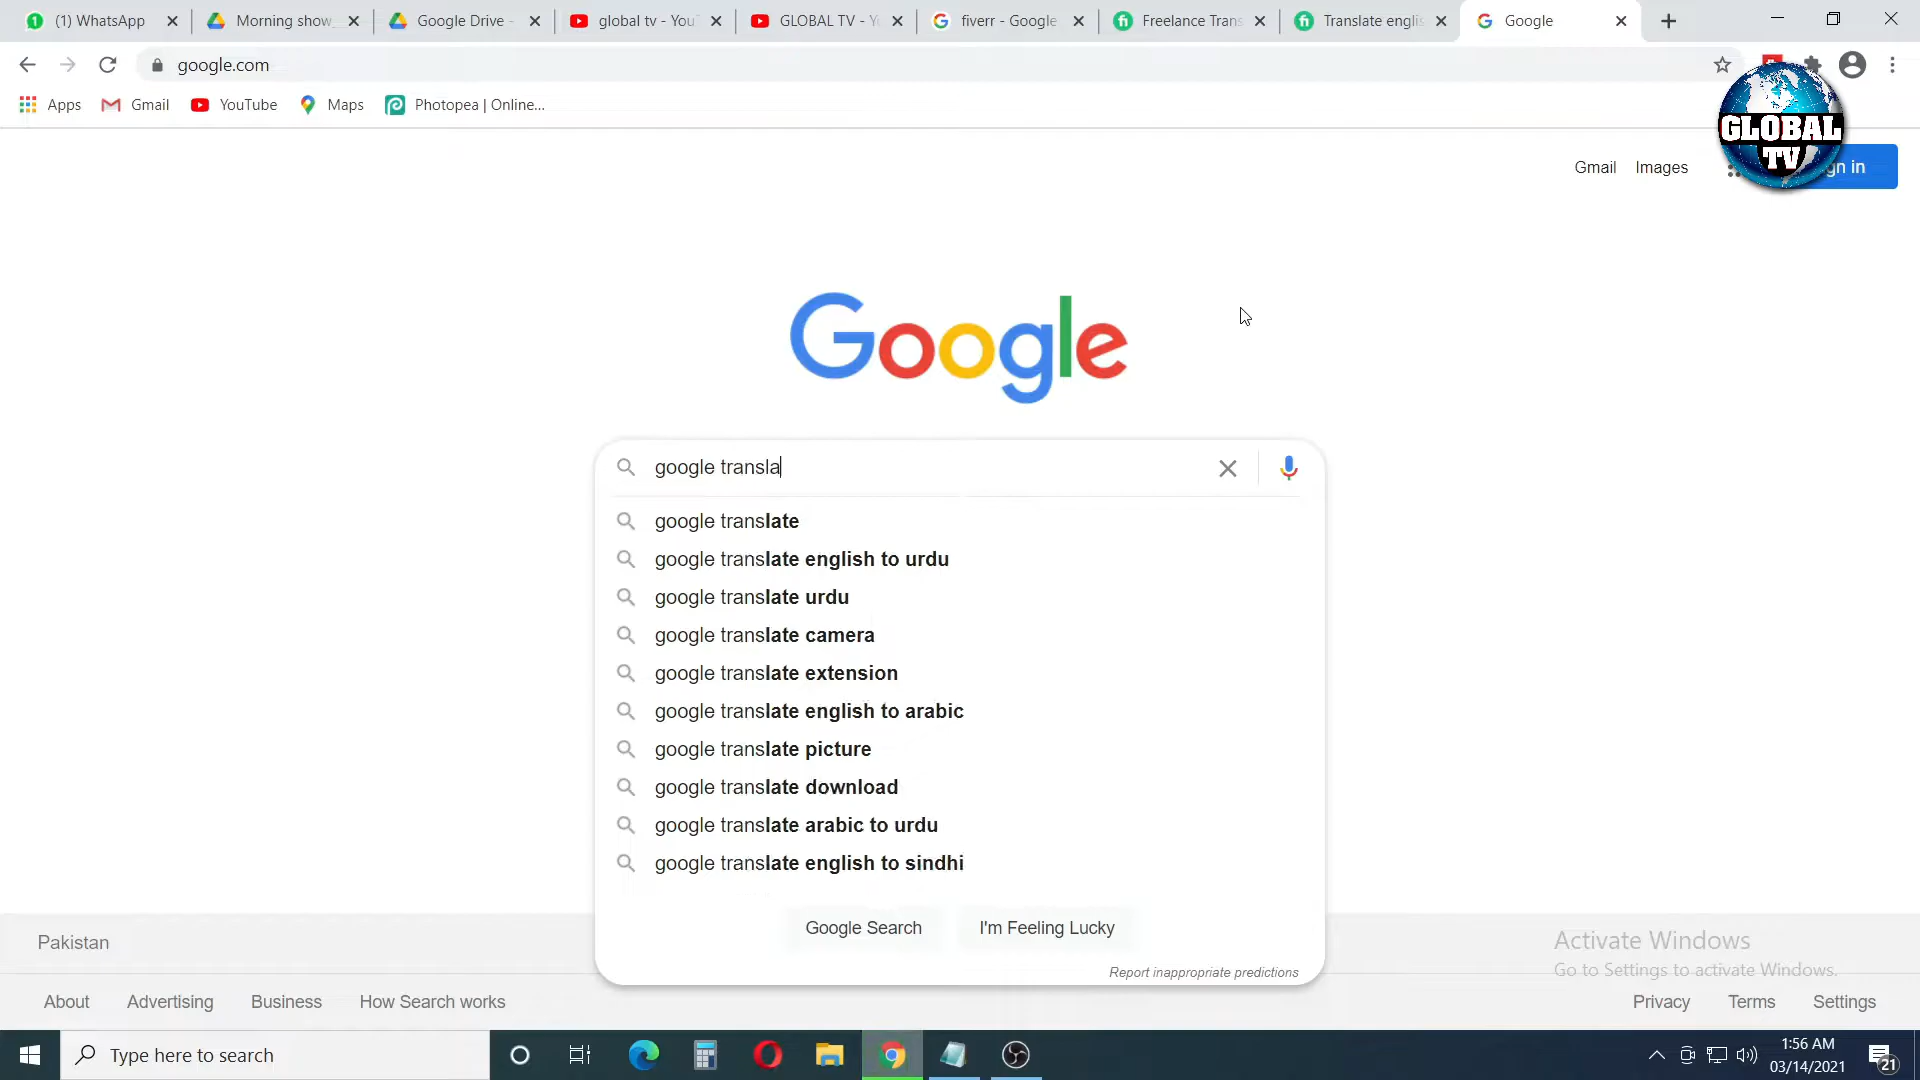 (1) WhatsApp
Morning show
Google Drive -
global tv - You
GLOBAL TV - Y
fiverr - Google
Freelance Trans
Translate englis
Google
google.com
Apps
Gmail
YouTube
Maps
Photopea | Online...
GLOBAL
TV
Gmail
Images
gn in
Google
google transla
google translate
google translate english to urdu
google translate urdu
google translate camera
google translate extension
google translate english to arabic
google translate picture
google translate download
google translate arabic to urdu
google translate english to sindhi
Google Search
I'm Feeling Lucky
Report inappropriate predictions
Pakistan
Activate Windows
Go to Settings to activate Windows.
About
Advertising
Business
How Search works
Privacy
Terms
Settings
Type here to search
1:56 AM
03/14/2021
21